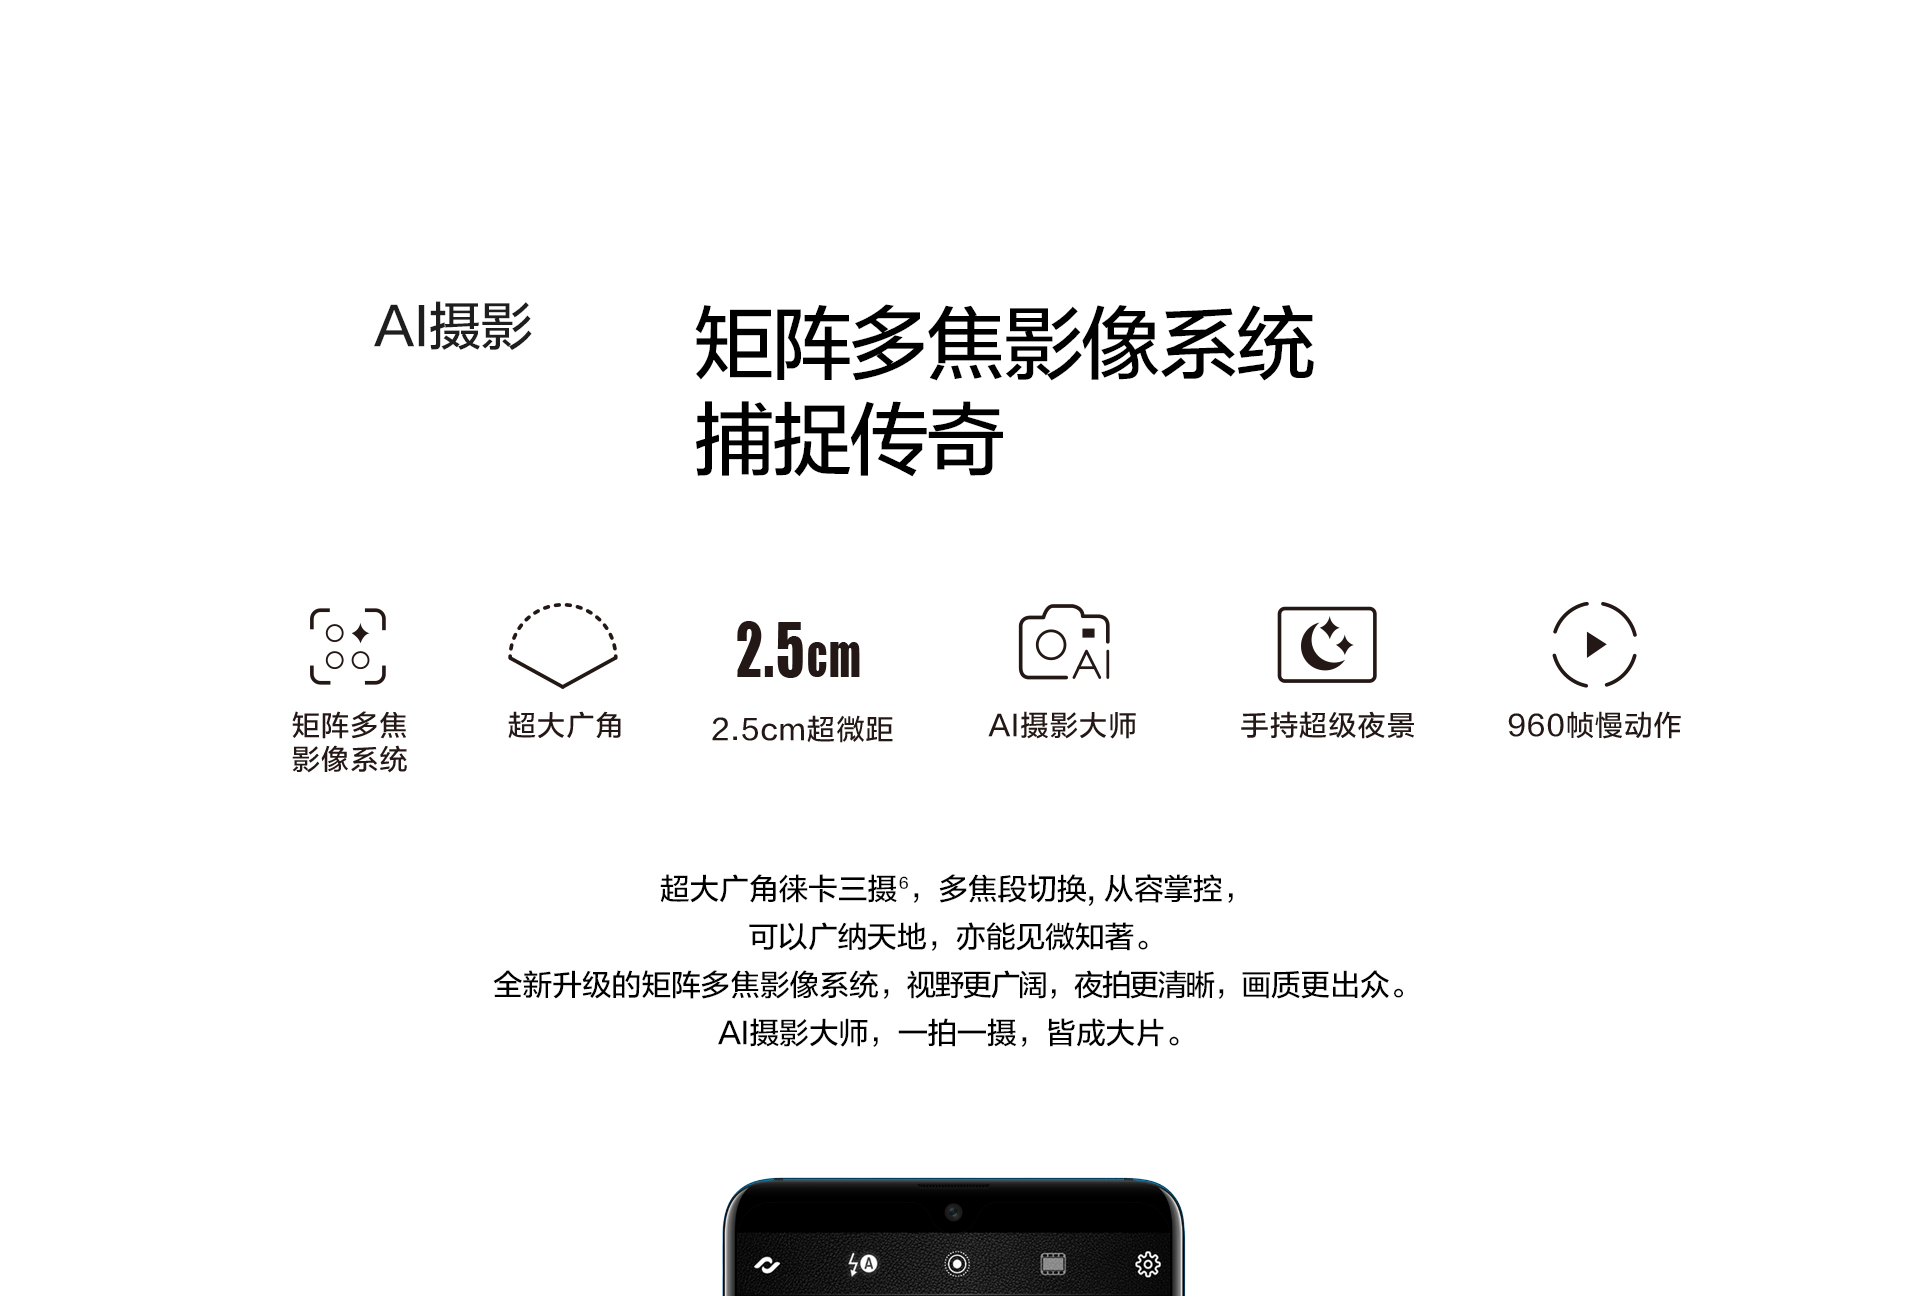 AI摄影
矩阵多焦影像系统
捕捉传奇
2.5cm
AI
矩阵多焦
影像系统
超大广角
2.5cm超微距
AI摄影大师
手持超级夜景
960帧慢动作
超大广角徕卡三摄6，多焦段切换, 从容掌控，
可以广纳天地，亦能见微知著。
全新升级的矩阵多焦影像系统，视野更广阔，夜拍更清晰，画质更出众。
AI摄影大师，一拍一摄，皆成大片。
A